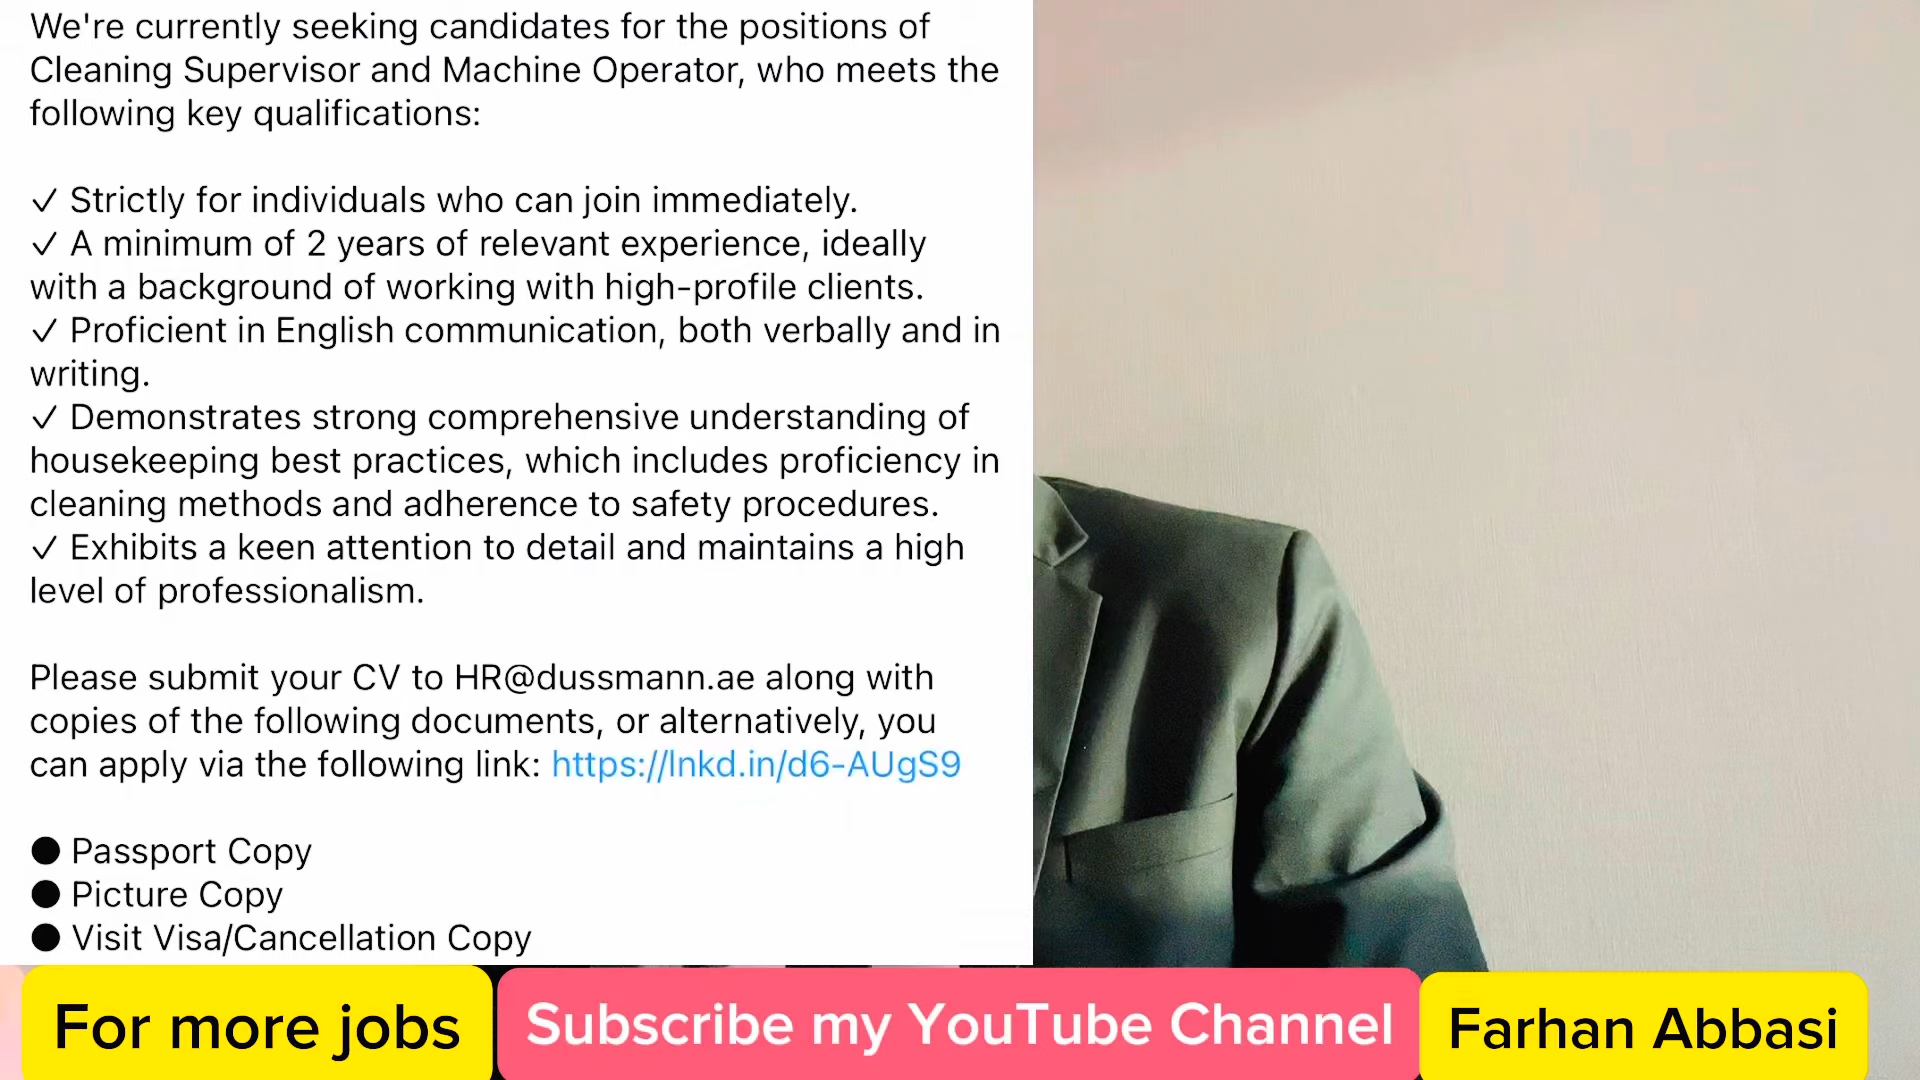 We're currently seeking candidates for the positions of
Cleaning Supervisor and Machine Operator, who meets the
following key qualifications:
✓ Strictly for individuals who can join immediately.
✓ A minimum of 2 years of relevant experience, ideally
with a background of working with high-profile clients.
✓ Proficient in English communication, both verbally and in
writing.
✓ Demonstrates strong comprehensive understanding of
housekeeping best practices, which includes proficiency in
cleaning methods and adherence to safety procedures.
✓ Exhibits a keen attention to detail and maintains a high
level of professionalism.
Please submit your CV to HR@dussmann.ae along with
copies of the following documents, or alternatively, you
can apply via the following link: https://lnkd.in/d6-AUgS9
● Passport Copy
● Picture Copy
● Visit Visa/Cancellation Copy
For more jobs
Subscribe my YouTube Channel
Farhan Abbasi